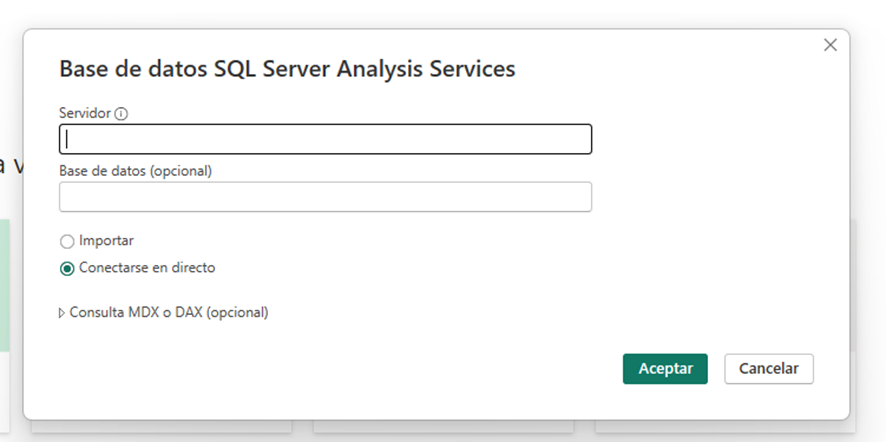 Base de datos SQL Server Analysis Services
Servidor
Base de datos (opcional)
Importar
Conectarse en directo
Consulta MDX o DAX (opcional)
Aceptar Cancelar
a v